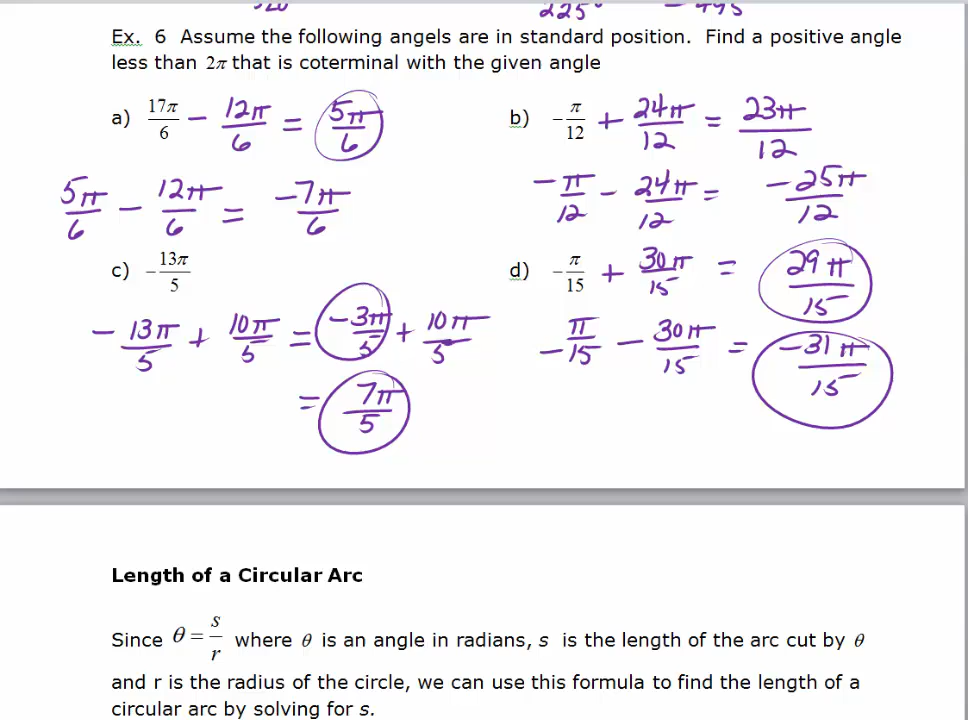 225° - 495
Ex. 6 Assume the following angels are in standard position. Find a positive angle
less than 2π that is coterminal with the given angle
a) 17π/6 - 12π/6 = 5π/6
b) -π/12 + 24π/12 = 23π/12
5π/6 - 12π/6 = -7π/6
-π/12 - 24π/12 = -25π/12
c) -13π/5
d) -π/15 + 30π/15 = 29π/15
-13π/5 + 10π/5 = -3π/5 + 10π/5
-π/15 - 30π/15 = -31π/15
= 7π/5
Length of a Circular Arc
Since θ = s/r where θ is an angle in radians, s is the length of the arc cut by θ
and r is the radius of the circle, we can use this formula to find the length of a
circular arc by solving for s.